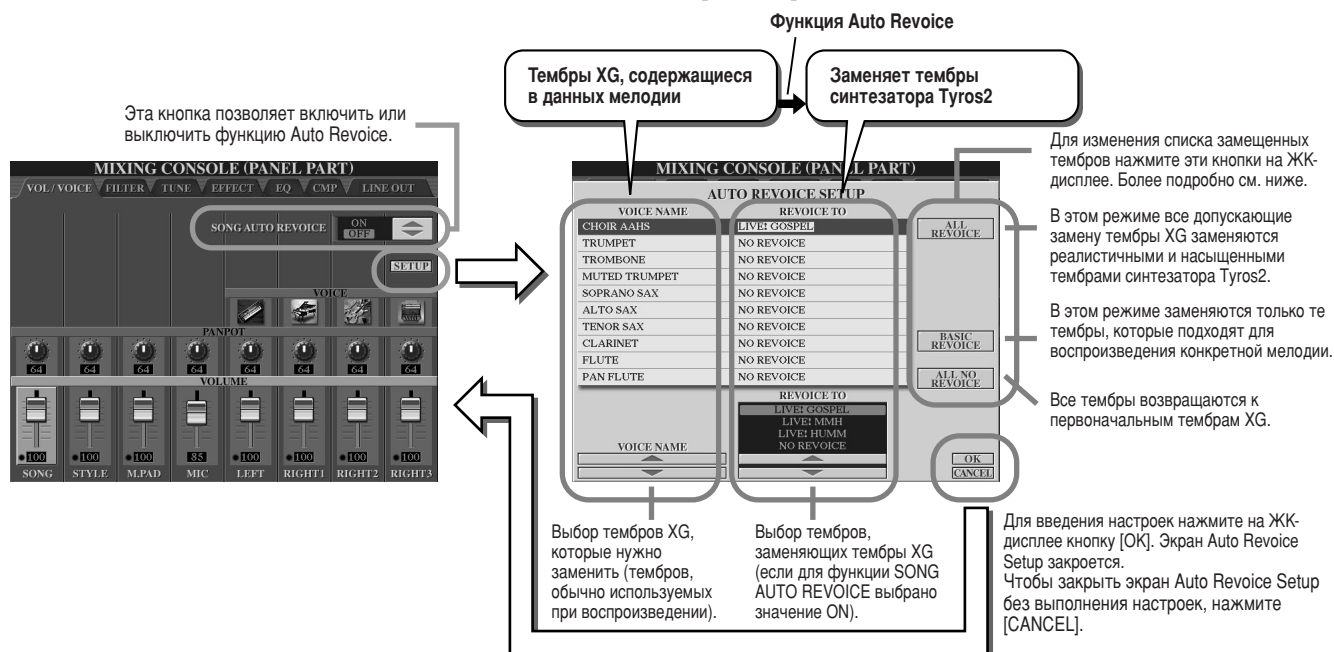 Функция Auto Revoice
Тембры XG, содержащиеся
в данных мелодии
Заменяет тембры
синтезатора Tyros2
Эта кнопка позволяет включить или
выключить функцию Auto Revoice.
MIXING CONSOLE (PANEL PART)
VOL / VOICE FILTER TUNE EFFECT EQ CMP LINE OUT
SONG AUTO REVOICE ON
OFF
SETUP
VOICE
PANPOT
64 64 64 64 64 64 64 64
VOLUME
100 100 100 85 100 100 100 100
SONG STYLE M.PAD MIC LEFT RIGHT1 RIGHT2 RIGHT3
MIXING CONSOLE (PANEL PART)
AUTO REVOICE SETUP
VOICE NAME REVOICE TO
CHOIR AAHS LIVE! GOSPEL
TRUMPET NO REVOICE
TROMBONE NO REVOICE
MUTED TRUMPET NO REVOICE
SOPRANO SAX NO REVOICE
ALTO SAX NO REVOICE
TENOR SAX NO REVOICE
CLARINET NO REVOICE
FLUTE NO REVOICE
PAN FLUTE NO REVOICE
REVOICE TO
LIVE! GOSPEL
LIVE! MMH
LIVE! HUMM
NO REVOICE
VOICE NAME
ALL
REVOICE
BASIC
REVOICE
ALL NO
REVOICE
OK
CANCEL
Для изменения списка замещенных
тембров нажмите эти кнопки на ЖК-
дисплее. Более подробно см. ниже.
В этом режиме все допускающие
замену тембры XG заменяются
реалистичными и насыщенными
тембрами синтезатора Tyros2.
В этом режиме заменяются только те
тембры, которые подходят для
воспроизведения конкретной мелодии.
Все тембры возвращаются к
первоначальным тембрам XG.
Выбор тембров XG,
которые нужно
заменить (тембров,
обычно используемых
при воспроизведении).
Выбор тембров,
заменяющих тембры XG
(если для функции SONG
AUTO REVOICE выбрано
значение ON).
Для введения настроек нажмите на ЖК-
дисплее кнопку [OK]. Экран Auto Revoice
Setup закроется.
Чтобы закрыть экран Auto Revoice Setup
без выполнения настроек, нажмите
[CANCEL].